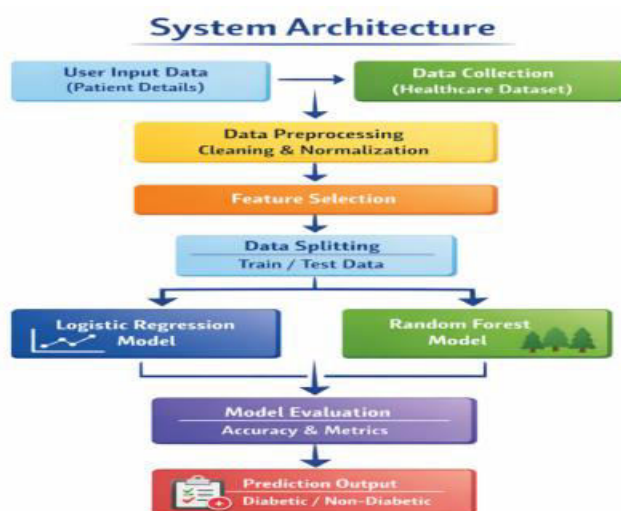 System Architecture
User Input Data
(Patient Details)
Data Collection
(Healthcare Dataset)
Data Preprocessing
Cleaning & Normalization
Feature Selection
Data Splitting
Train / Test Data
Logistic Regression
Model
Random Forest
Model
Model Evaluation
Accuracy & Metrics
Prediction Output
Diabetic / Non-Diabetic